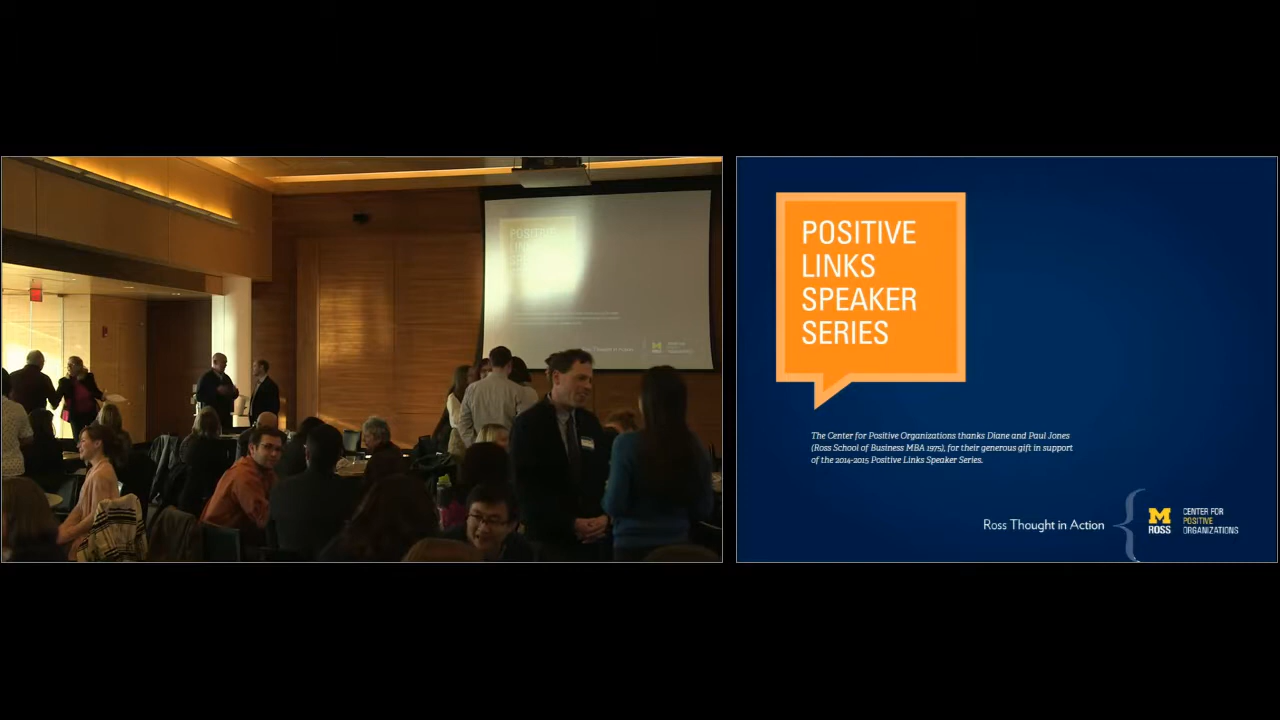 POSITIVE
LINKS
SPEAKER
SERIES
The Center for Positive Organizations thanks Diane and Paul Jones
(Ross School of Business MBA 1975), for their generous gift in support
of the 2014-2015 Positive Links Speaker Series.
Ross Thought in Action
M
ROSS
CENTER FOR
POSITIVE
ORGANIZATIONS